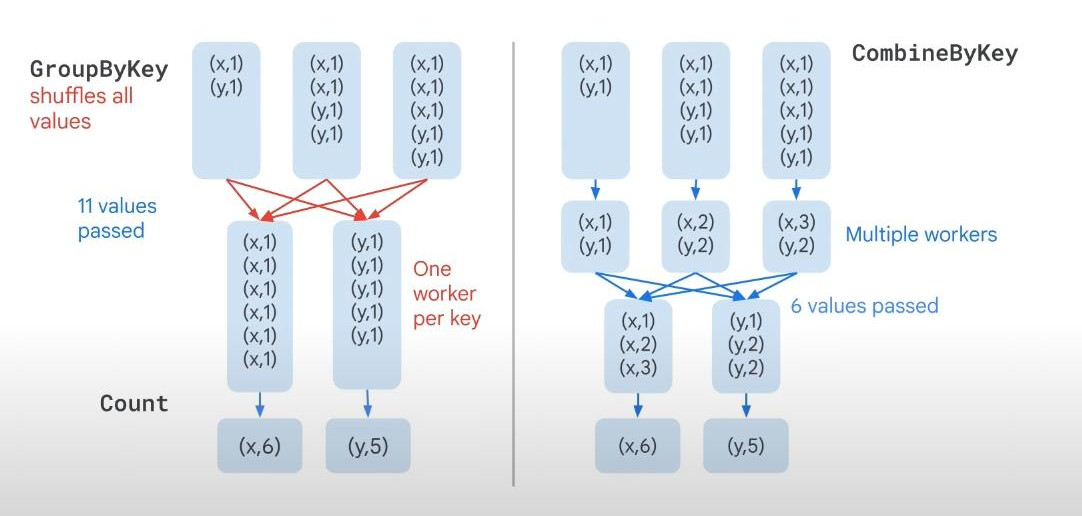 GroupByKey
shuffles all
values
(x,1)
(y,1)
(x,1)
(x,1)
(y,1)
(y,1)
(x,1)
(x,1)
(x,1)
(y,1)
(y,1)
11 values
passed
(x,1)
(x,1)
(x,1)
(x,1)
(x,1)
(x,1)
(y,1)
(y,1)
(y,1)
(y,1)
(y,1)
One
worker
per key
Count
(x,6)
(y,5)
CombineByKey
(x,1)
(y,1)
(x,1)
(x,1)
(y,1)
(y,1)
(x,1)
(x,1)
(x,1)
(y,1)
(y,1)
(x,1)
(y,1)
(x,2)
(y,2)
(x,3)
(y,2)
Multiple workers
6 values passed
(x,1)
(x,2)
(x,3)
(y,1)
(y,2)
(y,2)
(x,6)
(y,5)